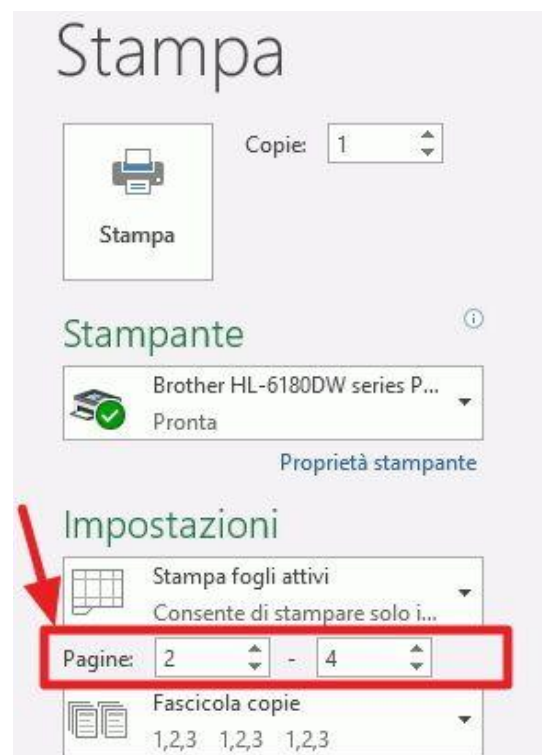 Stampa
Copie: 1
Stampa
Stampante
Brother HL-6180DW series P...
Pronta
Proprietà stampante
Impostazioni
Stampa fogli attivi
Consente di stampare solo i...
Pagine: 2 - 4
Fascicola copie
1,2,3 1,2,3 1,2,3